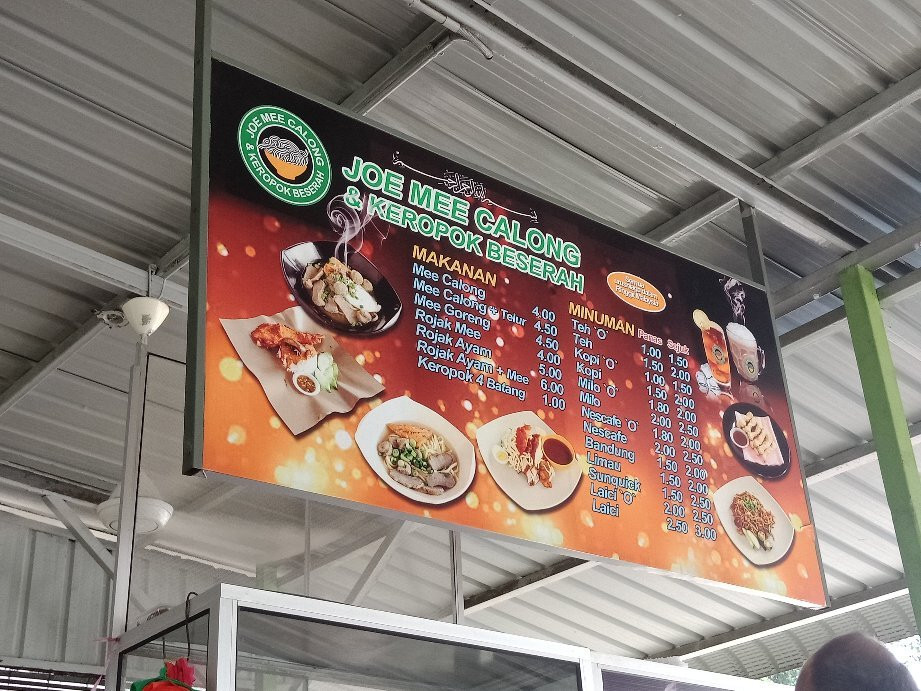 JOE MEE CALONG
& KEROPOK BESERAH
JOE MEE CALONG
& KEROPOK BESERAH
MAKANAN
Mee Calong 4.00
Mee Calong + Telur 4.50
Mee Goreng 4.50
Rojak Mee 4.00
Rojak Ayam 5.00
Rojak Ayam + Mee 6.00
Keropok 4 Batang 1.00
MINUMAN Panas Sejuk
Teh 'O' 1.00 1.50
Teh 1.50 2.00
Kopi 'O' 1.00 1.50
Kopi 1.50 2.00
Milo 'O' 1.80 2.00
Milo 2.00 2.50
Nescafe 'O' 1.80 2.00
Nescafe 2.00 2.50
Bandung 1.50 2.00
Limau 1.50 2.00
Sunquick 1.50 2.50
Laici 'O' 2.00 2.50
Laici 2.50 3.00